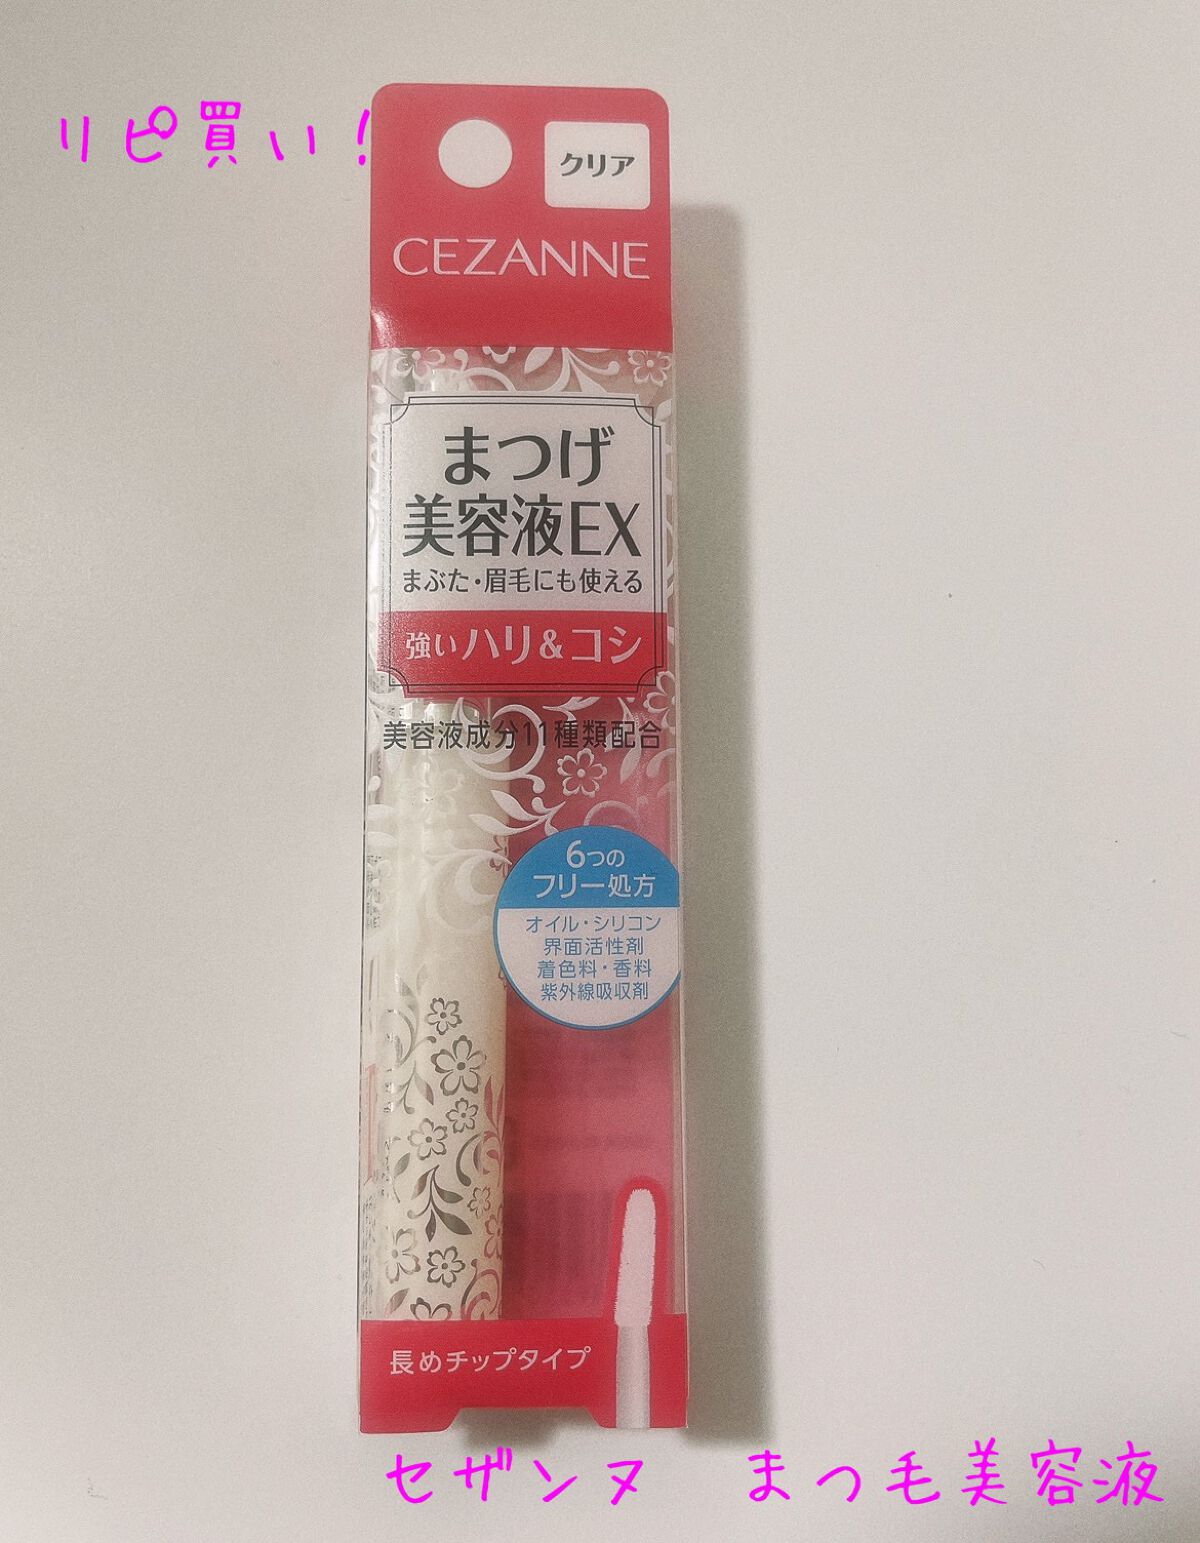 リピ買い!
クリア
CEZANNE
まつげ
美容液EX
まぶた・眉毛にも使える
強いハリ&コシ
美容液成分11種類配合
6つの
フリー処方
オイル・シリコン
界面活性剤
着色料・香料
紫外線吸収剤
長めチップタイプ
セザンヌ まつ毛美容液